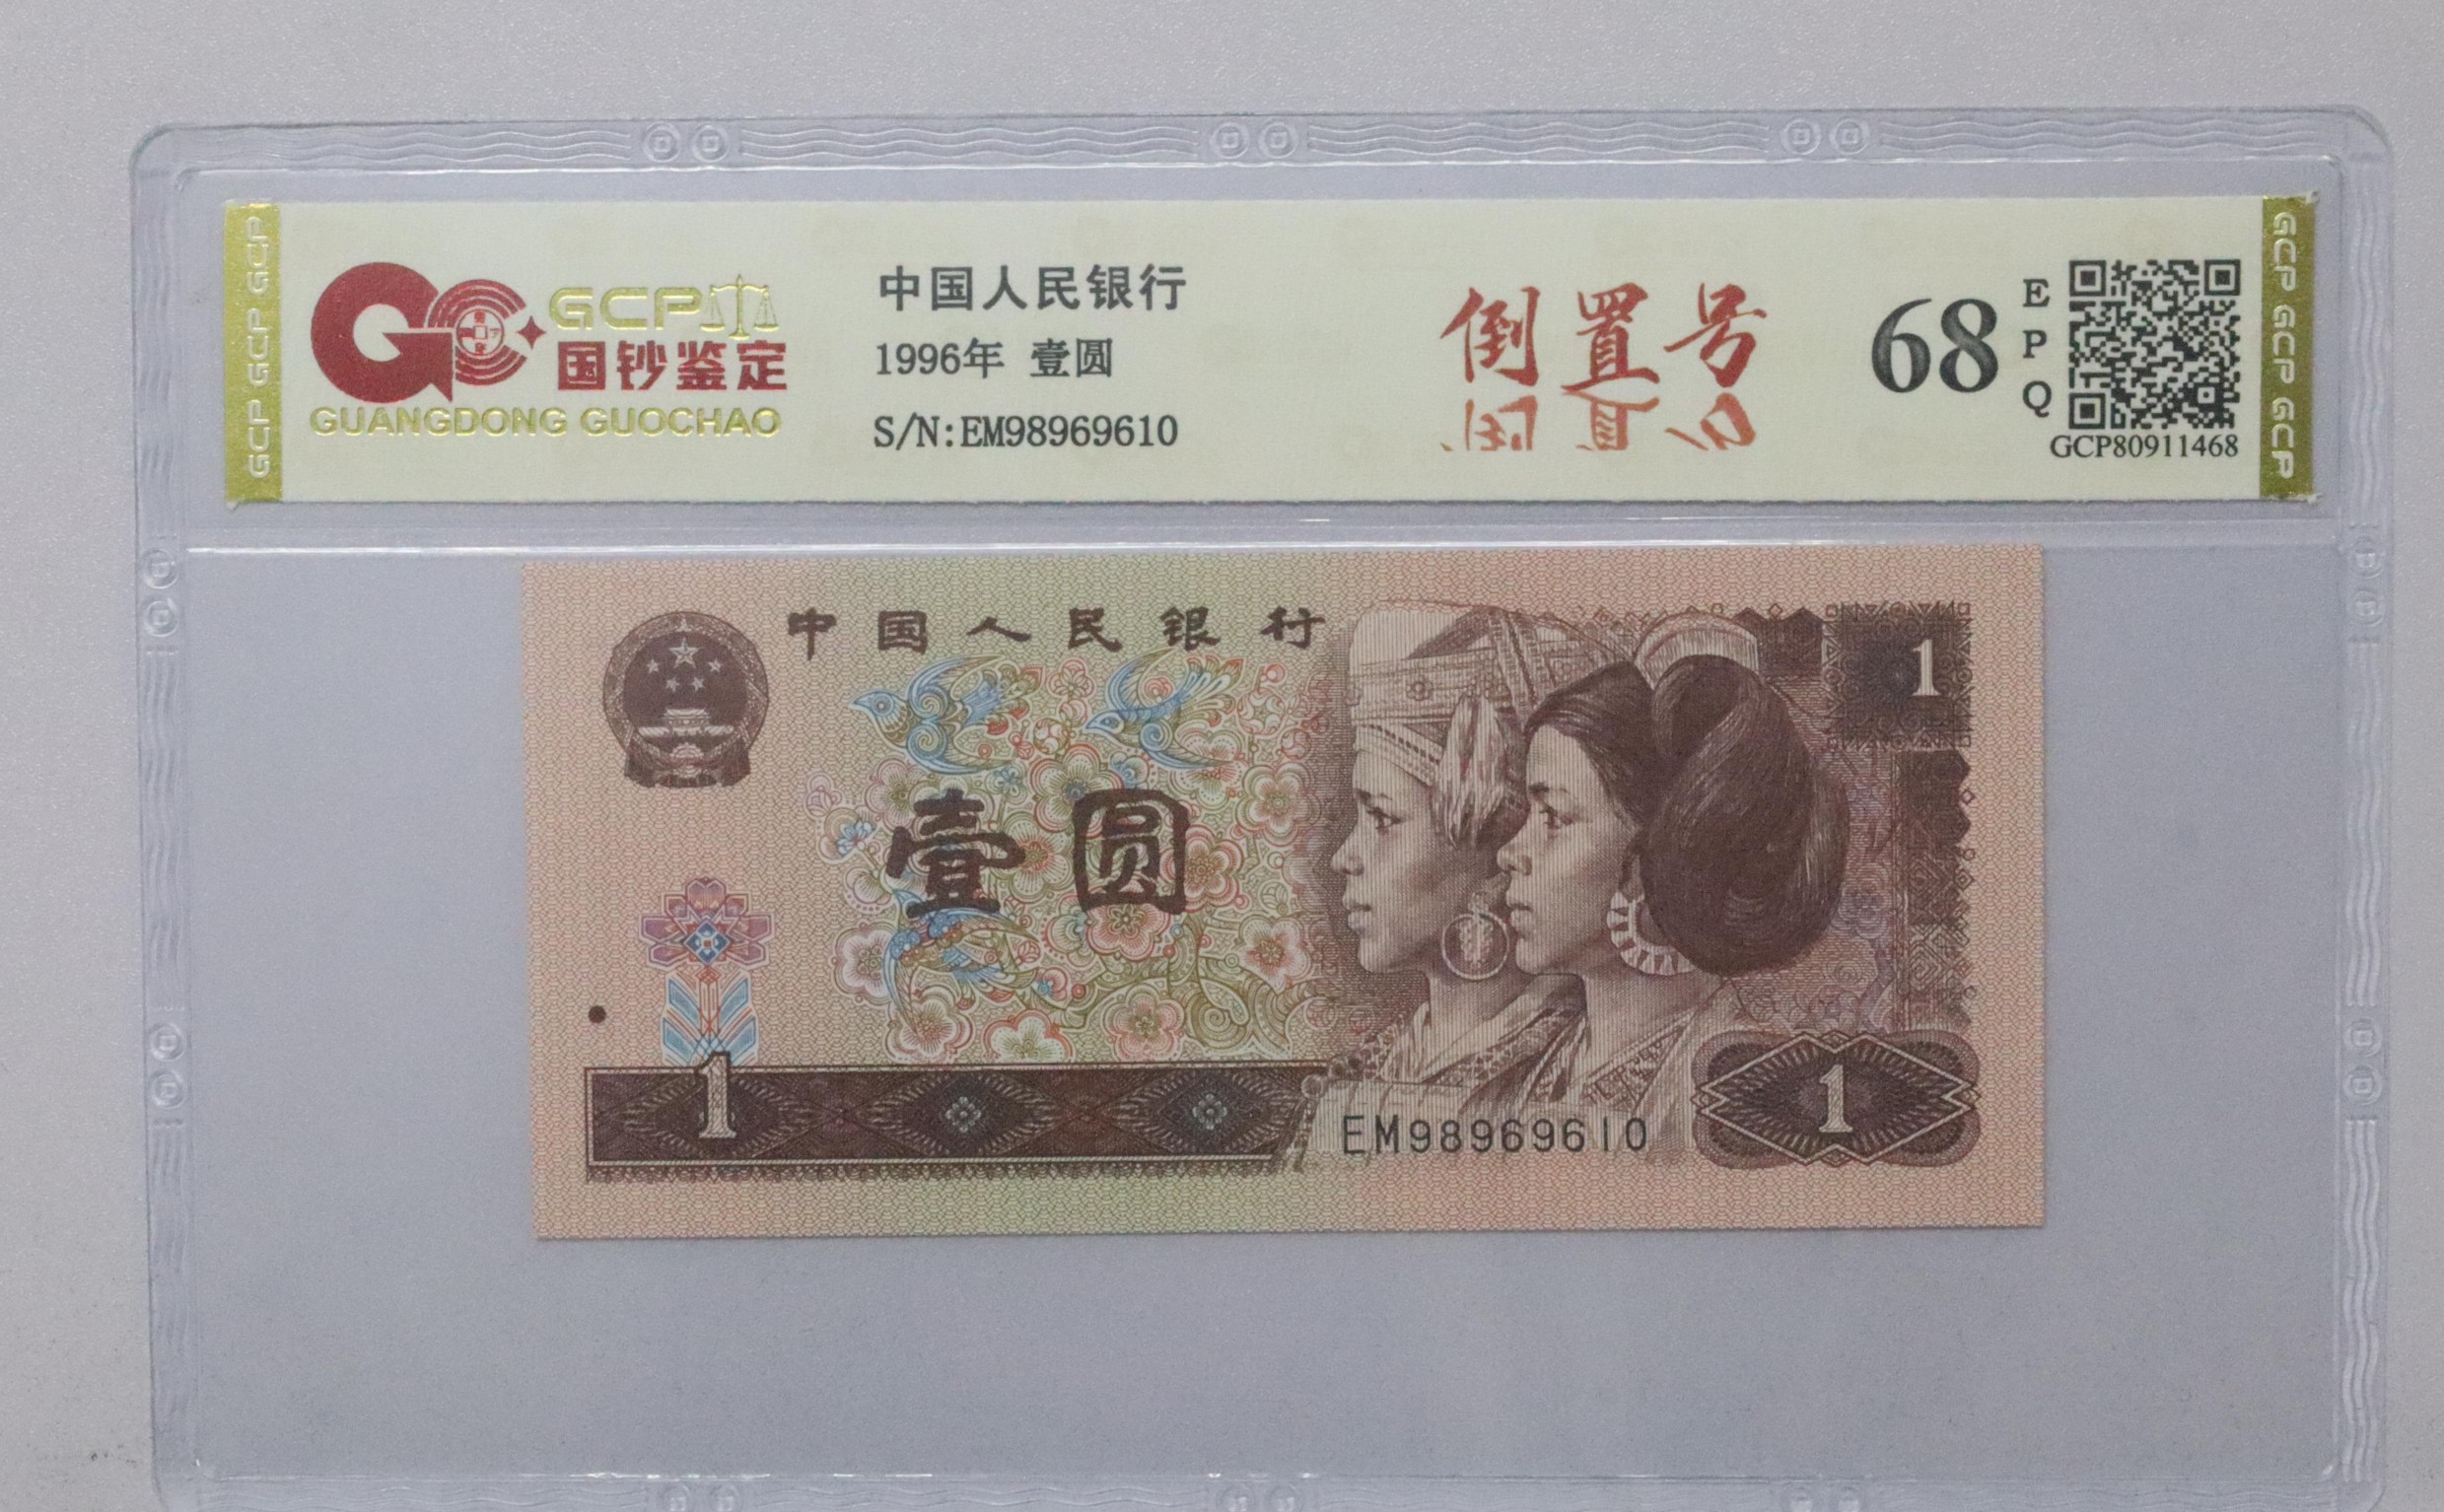 GCP GCP GCP
GCP
国钞鉴定
GUANGDONG GUOCHAO
中国人民银行
1996年 壹圆
S/N:EM98969610
倒置号
68
E
P
Q
GCP80911468
GCP GCP GCP
中国人民银行
1
壹圆
1
EM98969610
1